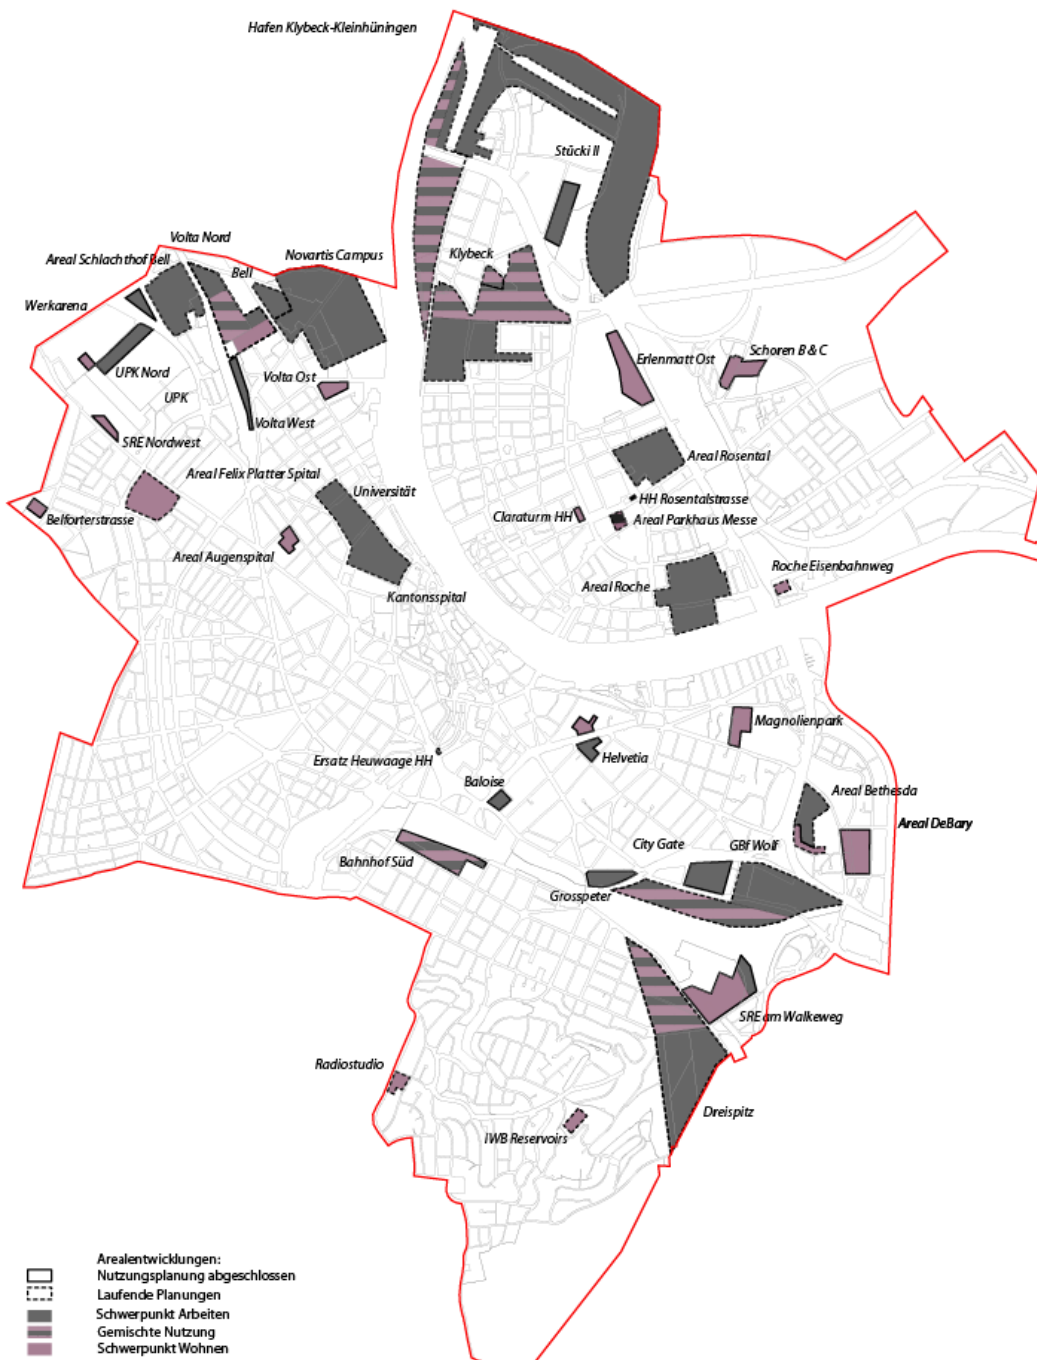 Hafen Klybeck-Kleinhüningen
Stücki II
Volta Nord
Areal Schlachthof Bell
Bell
Novartis Campus
Klybeck
Werkarena
UPK Nord
UPK
Volta Ost
Volta West
Erlenmatt Ost
Schoren B & C
SRE Nordwest
Areal Felix Platter Spital
Universität
Areal Rosental
HH Rosentalstrasse
Belforterstrasse
Claraturm HH
Areal Parkhaus Messe
Areal Augenspital
Kantonsspital
Areal Roche
Roche Eisenbahnweg
Magnolienpark
Ersatz Heuwaage HH
Helvetia
Baloise
Areal Bethesda
Areal DeBary
City Gate
GBf Wolf
Bahnhof Süd
Grosspeter
SRE am Walkeweg
Radiostudio
Dreispitz
IWB Reservoirs
Arealentwicklungen:
Nutzungsplanung abgeschlossen
Laufende Planungen
Schwerpunkt Arbeiten
Gemischte Nutzung
Schwerpunkt Wohnen